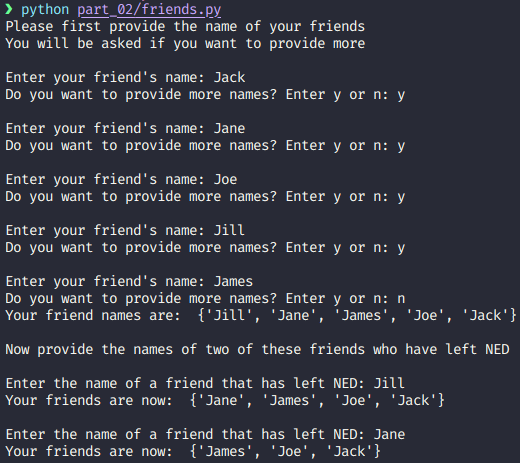 ❯ python part_02/friends.py
Please first provide the name of your friends
You will be asked if you want to provide more

Enter your friend's name: Jack
Do you want to provide more names? Enter y or n: y

Enter your friend's name: Jane
Do you want to provide more names? Enter y or n: y

Enter your friend's name: Joe
Do you want to provide more names? Enter y or n: y

Enter your friend's name: Jill
Do you want to provide more names? Enter y or n: y

Enter your friend's name: James
Do you want to provide more names? Enter y or n: n
Your friend names are:  {'Jill', 'Jane', 'James', 'Joe', 'Jack'}

Now provide the names of two of these friends who have left NED

Enter the name of a friend that has left NED: Jill
Your friends are now:  {'Jane', 'James', 'Joe', 'Jack'}

Enter the name of a friend that has left NED: Jane
Your friends are now:  {'James', 'Joe', 'Jack'}